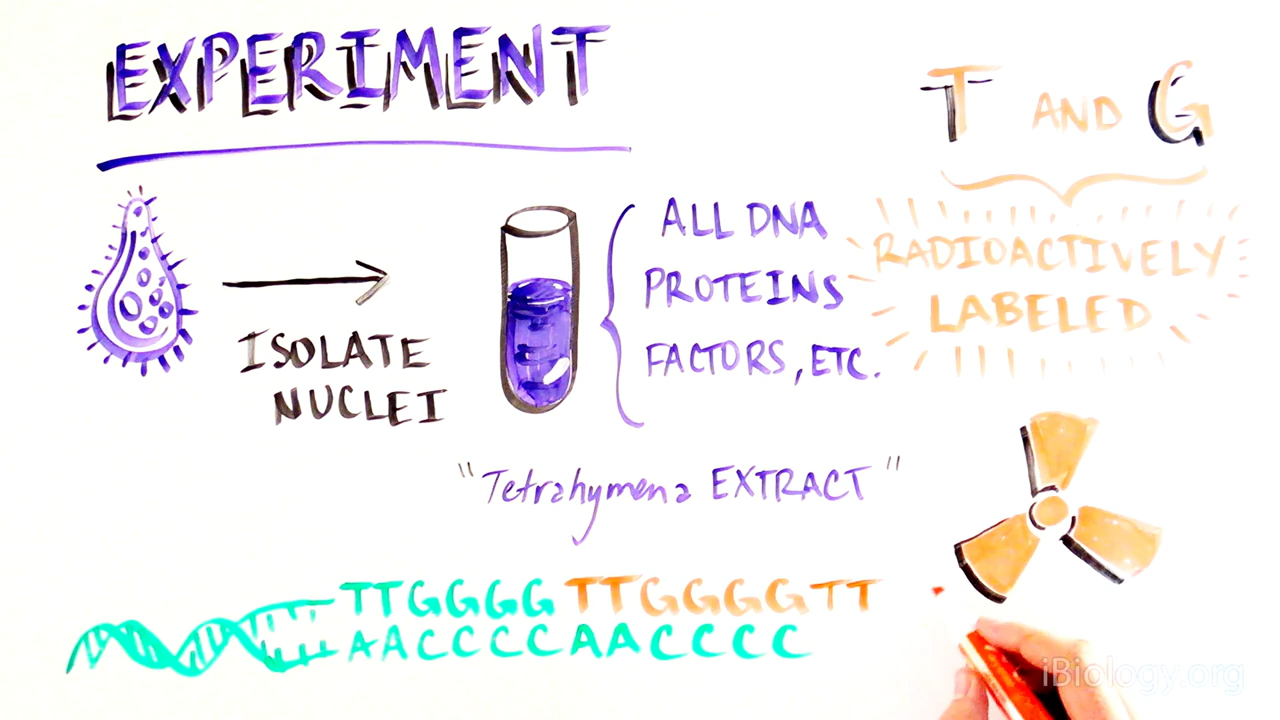 EXPERIMENT
T AND G
RADIOACTIVELY
LABELED
ISOLATE
NUCLEI
ALL DNA
PROTEINS
FACTORS, ETC.
"Tetrahymena EXTRACT"
TTGGGGTTGGGGTT
AACCCCAACCCC
iBiology.org